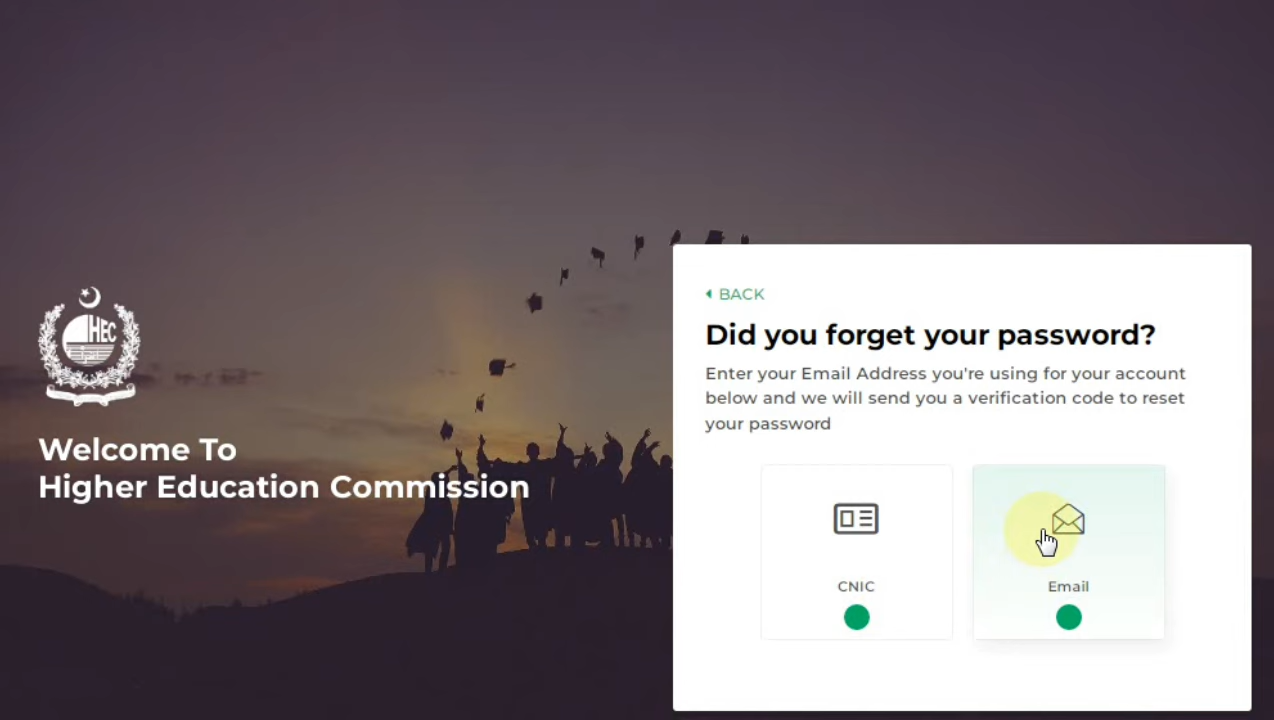 HEC
Welcome To
Higher Education Commission
BACK
Did you forget your password?
Enter your Email Address you're using for your account
below and we will send you a verification code to reset
your password
CNIC
Email